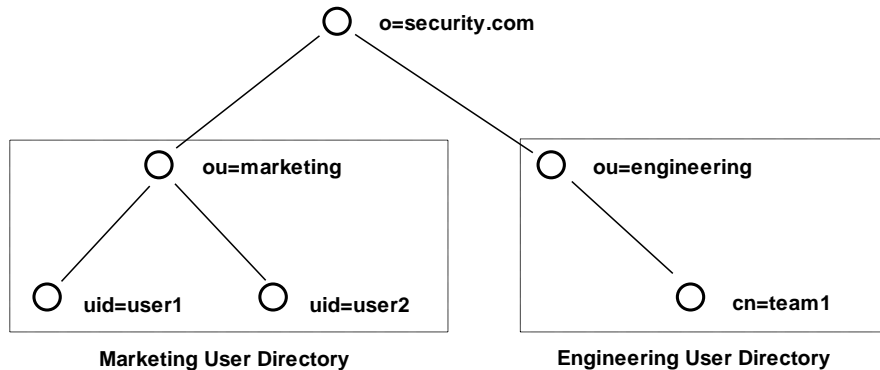 o=security.com
ou=marketing
ou=engineering
uid=user1
uid=user2
cn=team1
Marketing User Directory
Engineering User Directory